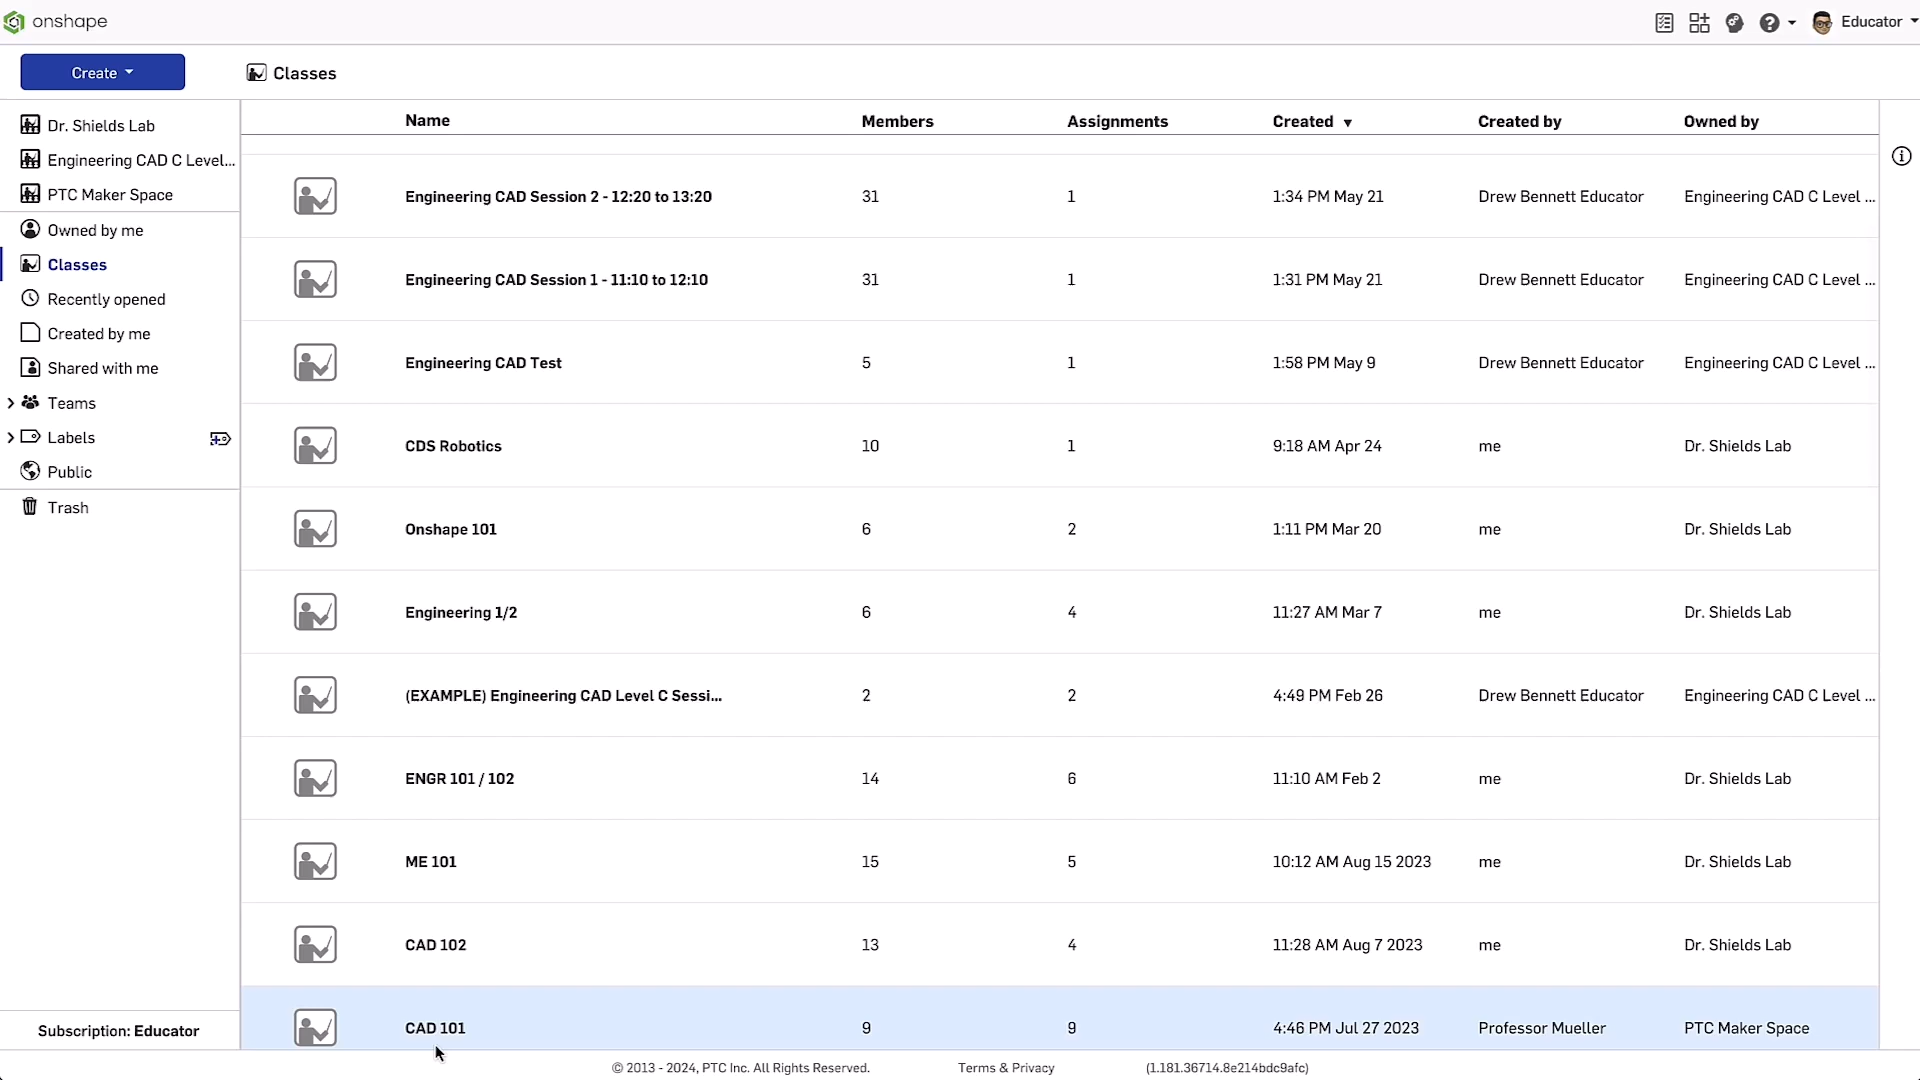 onshape
Educator
Create
Classes
Dr. Shields Lab
Engineering CAD C Level...
PTC Maker Space
Owned by me
Classes
Recently opened
Created by me
Shared with me
Teams
Labels
Public
Trash
Subscription: Educator
Name Members Assignments Created Created by Owned by
Engineering CAD Session 2 - 12:20 to 13:20 31 1 1:34 PM May 21 Drew Bennett Educator Engineering CAD C Level ...
Engineering CAD Session 1 - 11:10 to 12:10 31 1 1:31 PM May 21 Drew Bennett Educator Engineering CAD C Level ...
Engineering CAD Test 5 1 1:58 PM May 9 Drew Bennett Educator Engineering CAD C Level ...
CDS Robotics 10 1 9:18 AM Apr 24 me Dr. Shields Lab
Onshape 101 6 2 1:11 PM Mar 20 me Dr. Shields Lab
Engineering 1/2 6 4 11:27 AM Mar 7 me Dr. Shields Lab
(EXAMPLE) Engineering CAD Level C Sessi... 2 2 4:49 PM Feb 26 Drew Bennett Educator Engineering CAD C Level ...
ENGR 101 / 102 14 6 11:10 AM Feb 2 me Dr. Shields Lab
ME 101 15 5 10:12 AM Aug 15 2023 me Dr. Shields Lab
CAD 102 13 4 11:28 AM Aug 7 2023 me Dr. Shields Lab
CAD 101 9 9 4:46 PM Jul 27 2023 Professor Mueller PTC Maker Space
© 2013 - 2024, PTC Inc. All Rights Reserved. Terms & Privacy (1.181.36714.8e214bdc9afc)